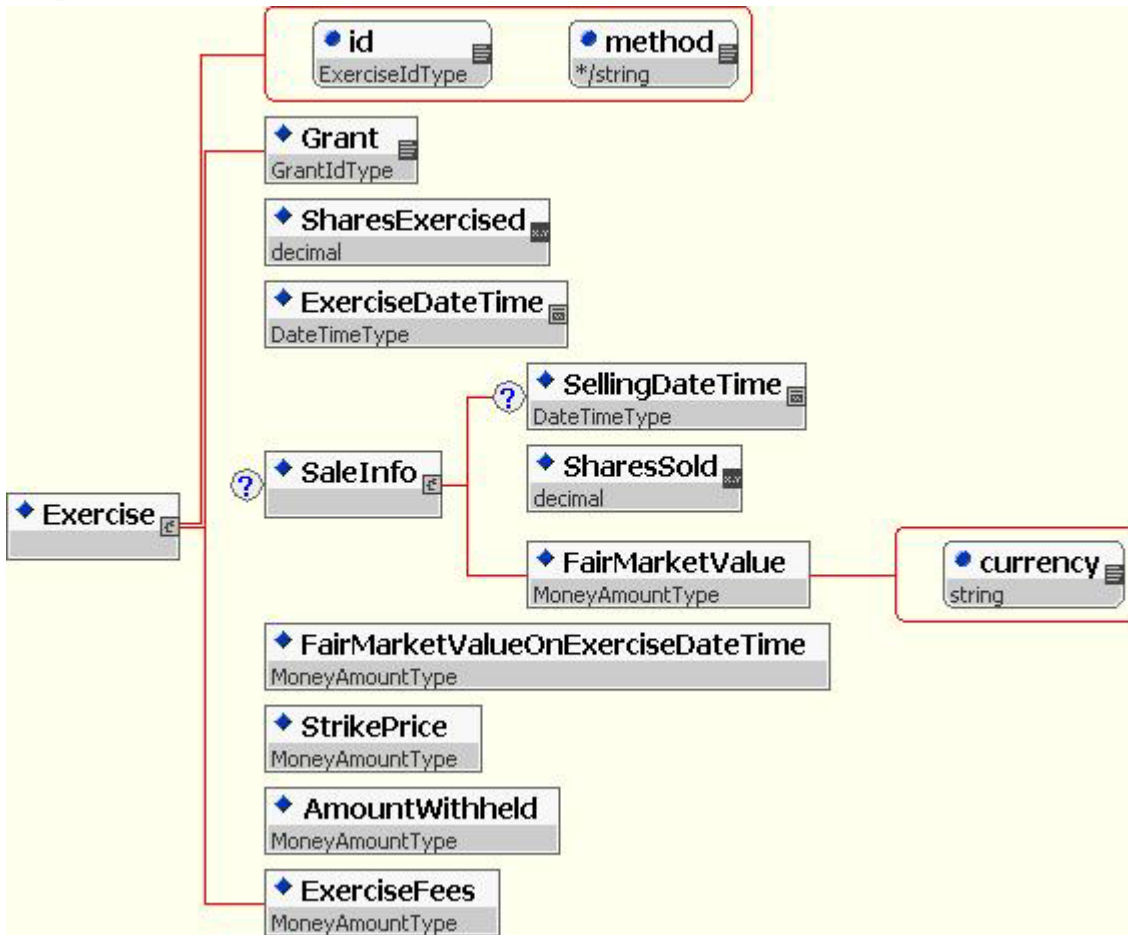 id
ExerciseIdType
method
*/string
Grant
GrantIdType
SharesExercised
decimal
ExerciseDateTime
DateTimeType
? SellingDateTime
DateTimeType
? SaleInfo
SharesSold
decimal
Exercise
FairMarketValue
MoneyAmountType
currency
string
FairMarketValueOnExerciseDateTime
MoneyAmountType
StrikePrice
MoneyAmountType
AmountWithheld
MoneyAmountType
ExerciseFees
MoneyAmountType